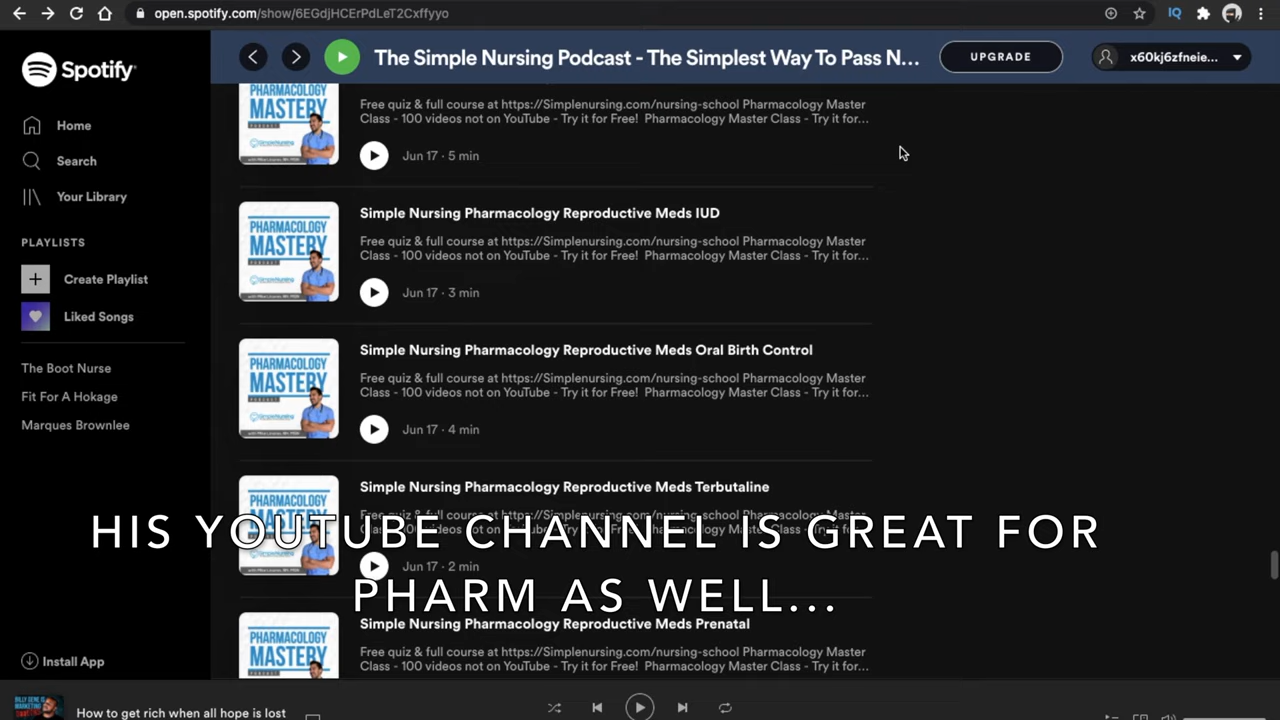 open.spotify.com/show/6EGdjHCErPdLeT2Cxffyyo
IQ
Spotify
The Simple Nursing Podcast - The Simplest Way To Pass N...
UPGRADE
x60kj6zfneie...
Home
Search
Your Library
PLAYLISTS
Create Playlist
Liked Songs
The Boot Nurse
Fit For A Hokage
Marques Brownlee
Install App
MASTERY
PODCAST
SimpleNursing
Free quiz & full course at https://Simplenursing.com/nursing-school Pharmacology Master
Class - 100 videos not on YouTube - Try it for Free! Pharmacology Master Class - Try it for...
Jun 17 · 5 min
PHARMACOLOGY
MASTERY
PODCAST
SimpleNursing
Simple Nursing Pharmacology Reproductive Meds IUD
Free quiz & full course at https://Simplenursing.com/nursing-school Pharmacology Master
Class - 100 videos not on YouTube - Try it for Free! Pharmacology Master Class - Try it for...
Jun 17 · 3 min
PHARMACOLOGY
MASTERY
PODCAST
SimpleNursing
Simple Nursing Pharmacology Reproductive Meds Oral Birth Control
Free quiz & full course at https://Simplenursing.com/nursing-school Pharmacology Master
Class - 100 videos not on YouTube - Try it for Free! Pharmacology Master Class - Try it for...
Jun 17 · 4 min
PHARMACOLOGY
Simple Nursing Pharmacology Reproductive Meds Terbutaline
HIS YOUTUBE CHANNEL IS GREAT FOR
PHARM AS WELL...
Jun 17 · 2 min
PHARMACOLOGY
MASTERY
Simple Nursing Pharmacology Reproductive Meds Prenatal
Free quiz & full course at https://Simplenursing.com/nursing-school Pharmacology Master
Class - 100 videos not on YouTube - Try it for Free! Pharmacology Master Class - Try it for...
How to get rich when all hope is lost